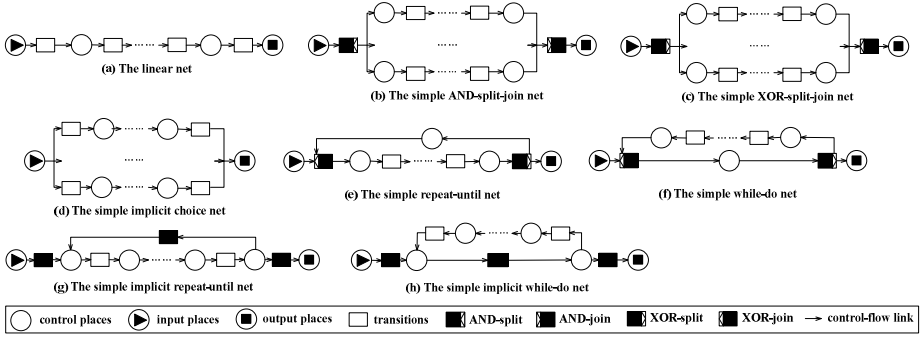 (a) The linear net
(b) The simple AND-split-join net
(c) The simple XOR-split-join net
(d) The simple implicit choice net
(e) The simple repeat-until net
(f) The simple while-do net
(g) The simple implicit repeat-until net
(h) The simple implicit while-do net
control places input places output places transitions AND-split AND-join XOR-split XOR-join control-flow link